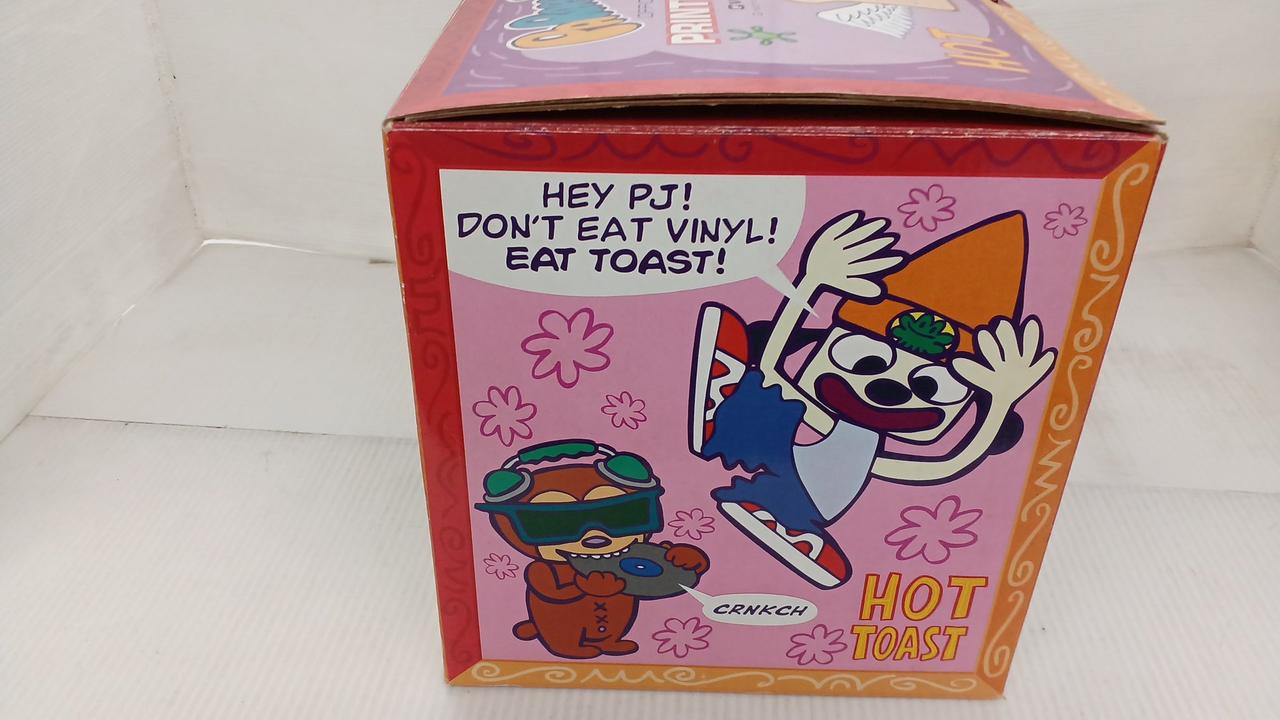 PRINT
HOT
HEY PJ!
DON'T EAT VINYL!
EAT TOAST!
CRNKCH
HOT
TOAST